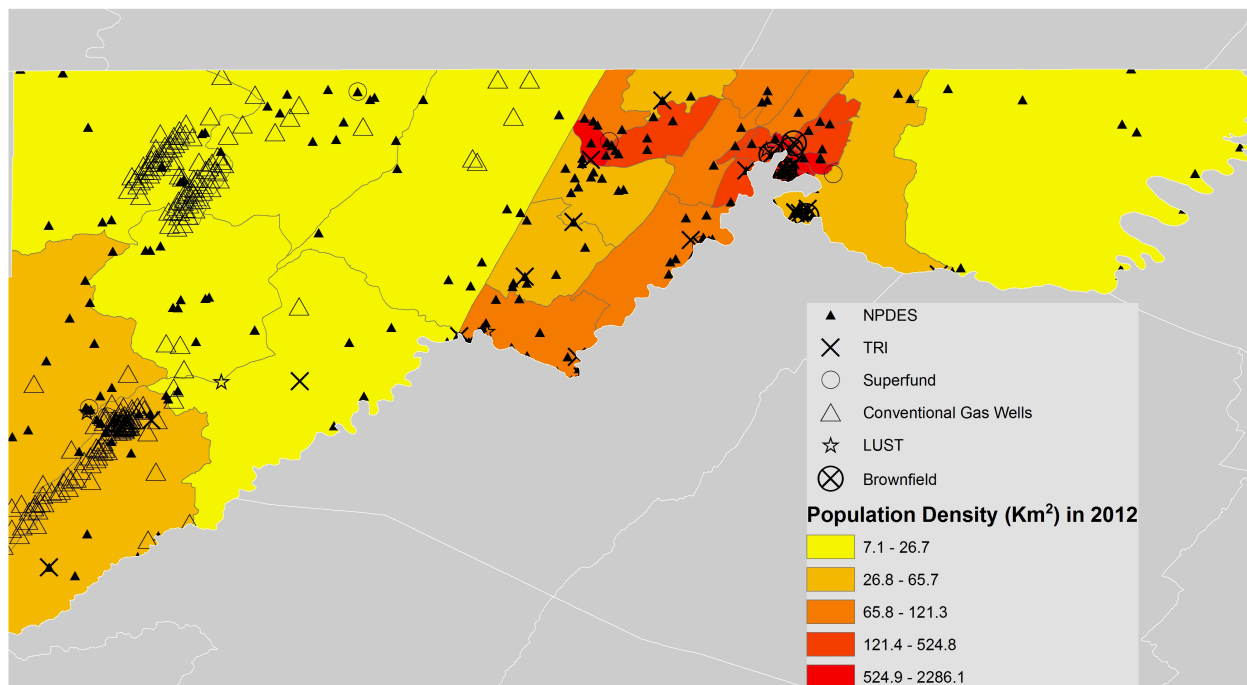 NPDES
TRI
Superfund
Conventional Gas Wells
LUST
Brownfield
Population Density (Km²) in 2012
7.1 - 26.7
26.8 - 65.7
65.8 - 121.3
121.4 - 524.8
524.9 - 2286.1